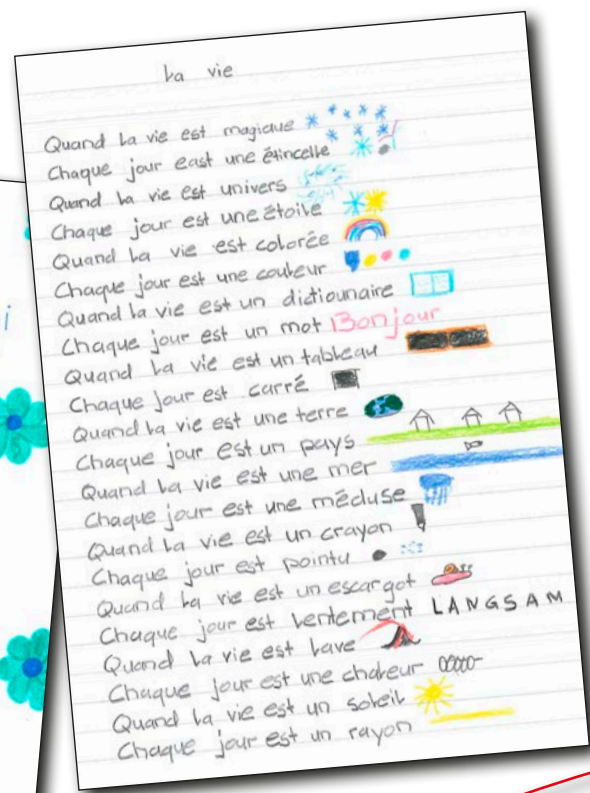 La vie
Quand la vie est magique
Chaque jour east une étincelle
Quand la vie est univers
Chaque jour est une étoile
Quand la vie est colorée
Chaque jour est une couleur
Quand la vie est un dictiounaire
Chaque jour est un mot Bonjour
Quand la vie est un tableau
Chaque jour est carré
Quand la vie est une terre
Chaque jour est un pays
Quand la vie est une mer
Chaque jour est une méduse
Quand la vie est un crayon
Chaque jour est pointu
Quand la vie est un escargot
Chaque jour est lentement LANGSAM
Quand la vie est lave
Chaque jour est une chaleur
Quand la vie est un soleil
Chaque jour est un rayon